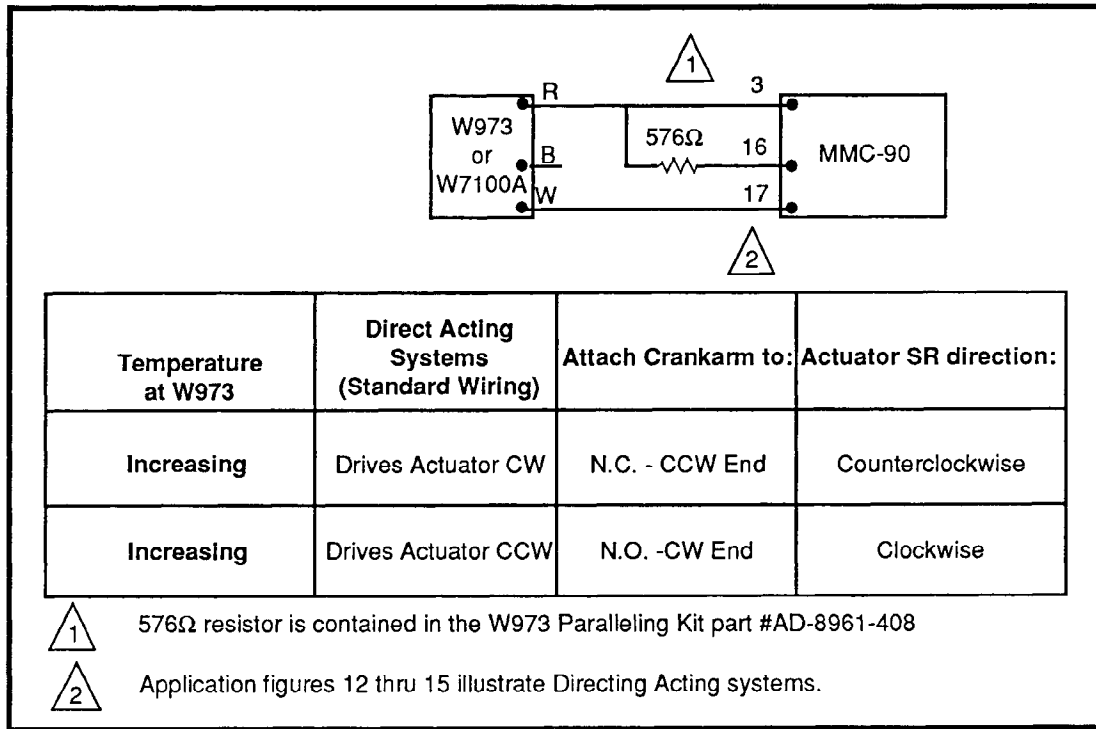 1
R
3
W973
or
W7100A
576Ω
16
MMC-90
B
W
17
2
Temperature
at W973
Direct Acting
Systems
(Standard Wiring)
Attach Crankarm to:
Actuator SR direction:
Increasing
Drives Actuator CW
N.C. - CCW End
Counterclockwise
Increasing
Drives Actuator CCW
N.O. -CW End
Clockwise
1 576Ω resistor is contained in the W973 Paralleling Kit part #AD-8961-408
2 Application figures 12 thru 15 illustrate Directing Acting systems.